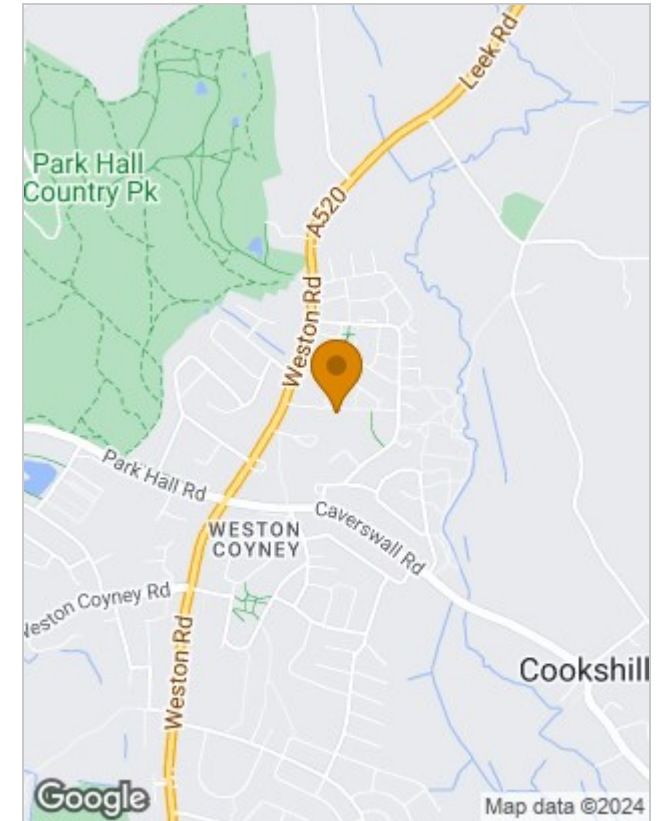 Leek Rd
Park Hall
Country Pk
A520
Weston Rd
Park Hall Rd
Caverswall Rd
WESTON
COYNEY
Weston Coyney Rd
Cookshill
Weston Rd
Google
Map data ©2024